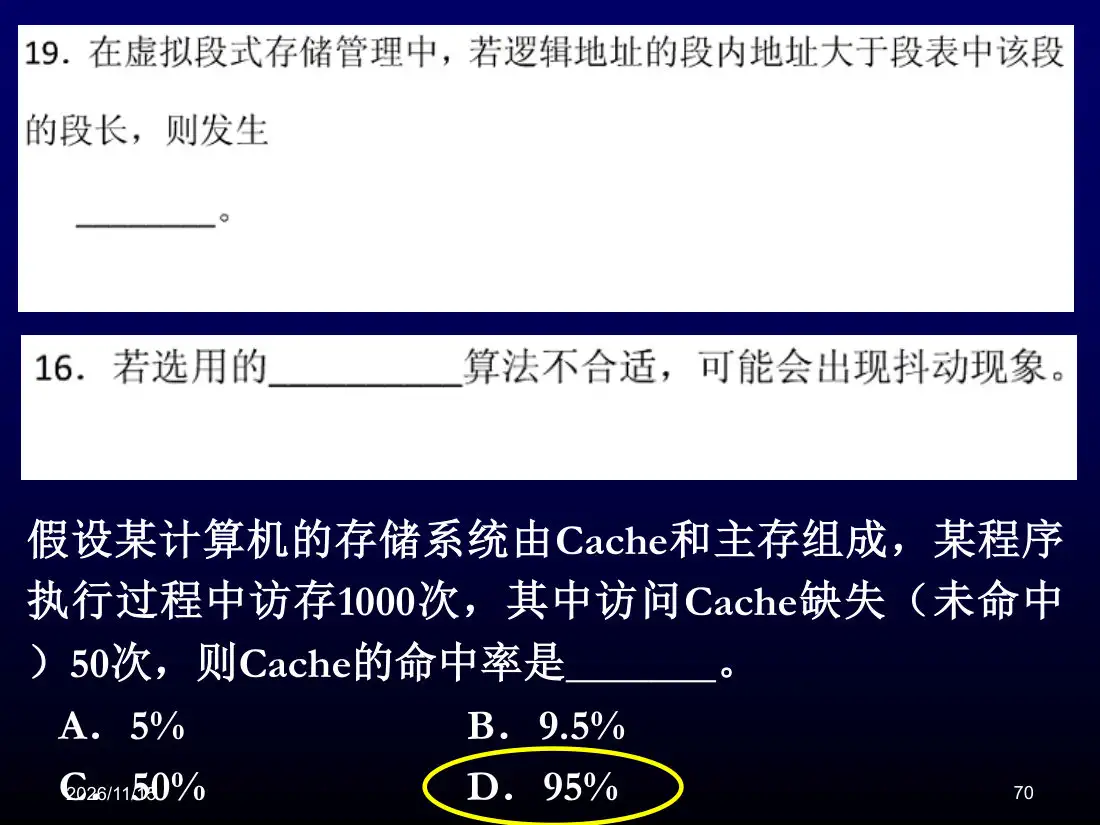 19. 在虚拟段式存储管理中，若逻辑地址的段内地址大于段表中该段
的段长，则发生
________。
16. 若选用的__________算法不合适，可能会出现抖动现象。
假设某计算机的存储系统由Cache和主存组成，某程序
执行过程中访存1000次，其中访问Cache缺失（未命中
）50次，则Cache的命中率是_______。
A. 5% B. 9.5%
C. 50% D. 95%
70